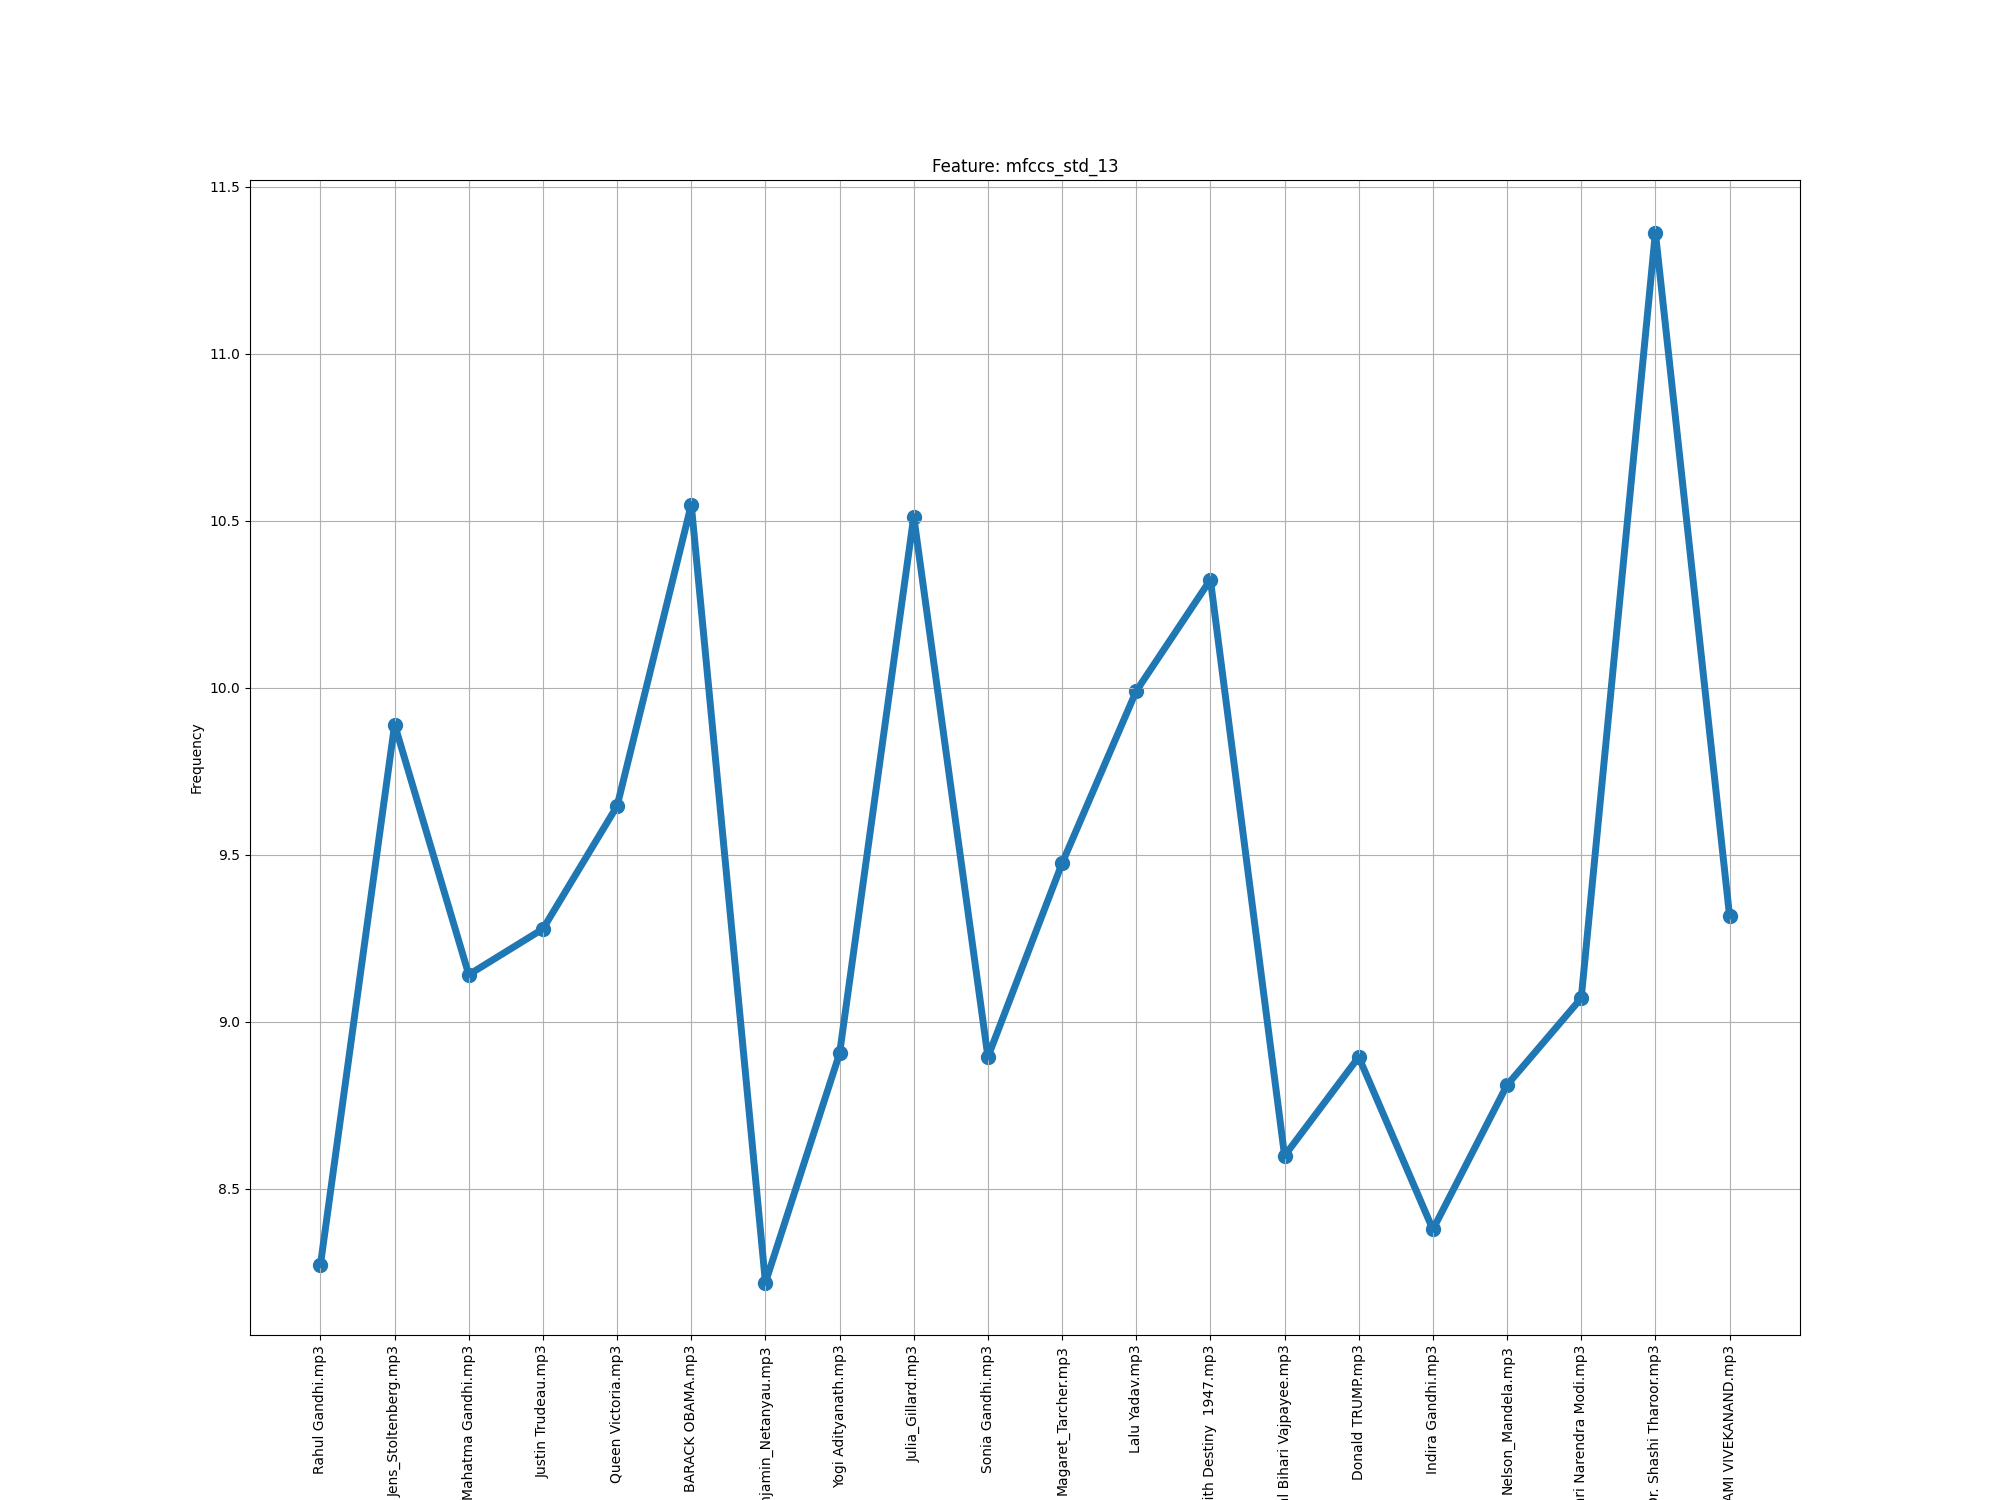 Feature: mfccs_std_13
11.5
11.0
10.5
10.0
9.5
9.0
8.5
Frequency
Rahul Gandhi.mp3
Jens_Stoltenberg.mp3
Mahatma Gandhi.mp3
Justin Trudeau.mp3
Queen Victoria.mp3
BARACK OBAMA.mp3
njamin_Netanyau.mp3
Yogi Adityanath.mp3
Julia_Gillard.mp3
Sonia Gandhi.mp3
Magaret_Tarcher.mp3
Lalu Yadav.mp3
ith Destiny  1947.mp3
al Bihari Vajpayee.mp3
Donald TRUMP.mp3
Indira Gandhi.mp3
Nelson_Mandela.mp3
ri Narendra Modi.mp3
Dr. Shashi Tharoor.mp3
AMI VIVEKANAND.mp3